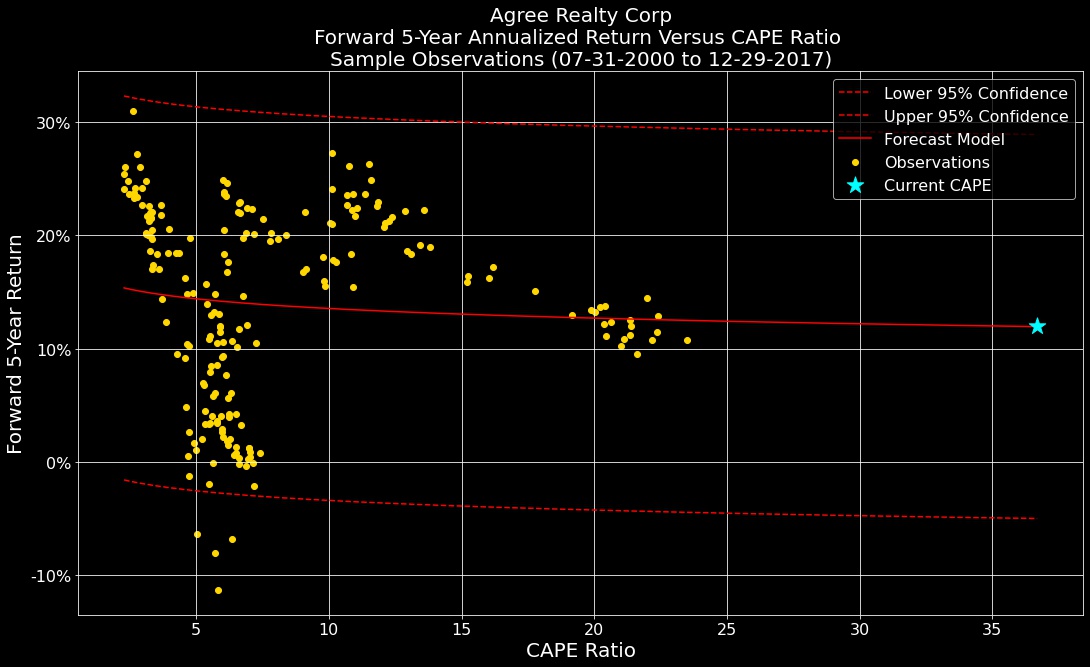 Agree Realty Corp
Forward 5-Year Annualized Return Versus CAPE Ratio
Sample Observations (07-31-2000 to 12-29-2017)
Lower 95% Confidence
Upper 95% Confidence
Forecast Model
Observations
Current CAPE
Forward 5-Year Return
30%
20%
10%
0%
-10%
5
10
15
20
25
30
35
CAPE Ratio